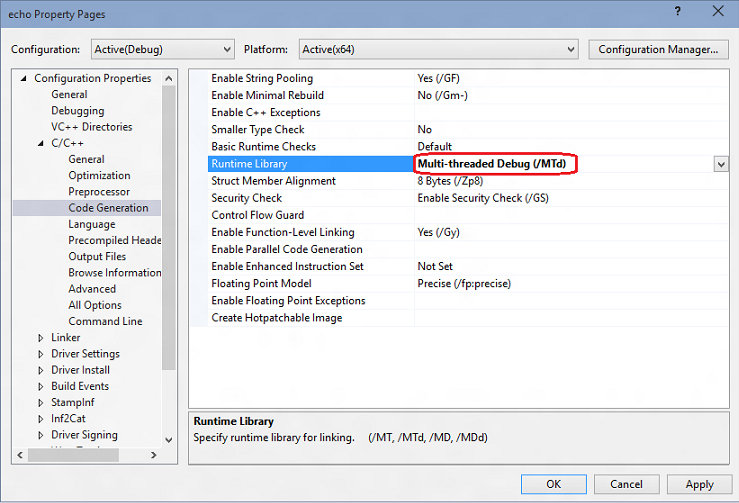 echo Property Pages
? X
Configuration: Active(Debug) Platform: Active(x64) Configuration Manager...
Configuration Properties
General
Debugging
VC++ Directories
C/C++
General
Optimization
Preprocessor
Code Generation
Language
Precompiled Heade
Output Files
Browse Information
Advanced
All Options
Command Line
Linker
Driver Settings
Driver Install
Build Events
StampInf
Inf2Cat
Driver Signing
Enable String Pooling Yes (/GF)
Enable Minimal Rebuild No (/Gm-)
Enable C++ Exceptions
Smaller Type Check No
Basic Runtime Checks Default
Runtime Library Multi-threaded Debug (/MTd)
Struct Member Alignment 8 Bytes (/Zp8)
Security Check Enable Security Check (/GS)
Control Flow Guard
Enable Function-Level Linking Yes (/Gy)
Enable Parallel Code Generation
Enable Enhanced Instruction Set Not Set
Floating Point Model Precise (/fp:precise)
Enable Floating Point Exceptions
Create Hotpatchable Image
Runtime Library
Specify runtime library for linking. (/MT, /MTd, /MD, /MDd)
OK Cancel Apply